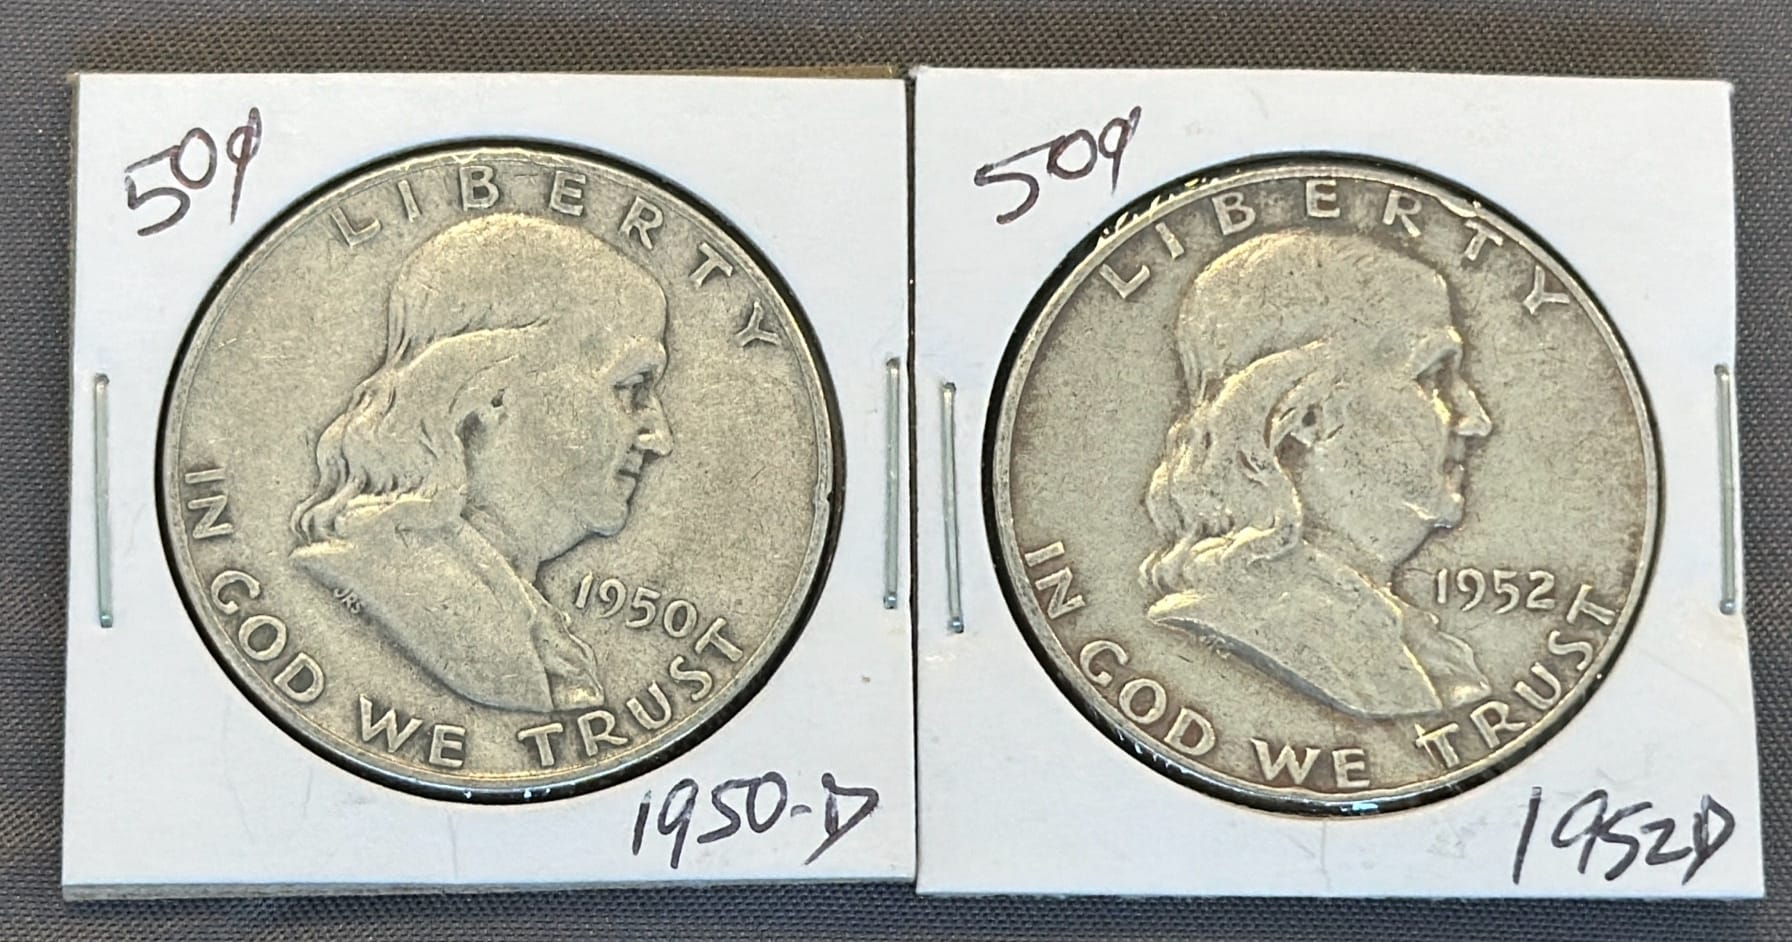 50¢
LIBERTY
IN GOD WE TRUST
1950
JRS
1950-D
50¢
LIBERTY
IN GOD WE TRUST
1952
1952D